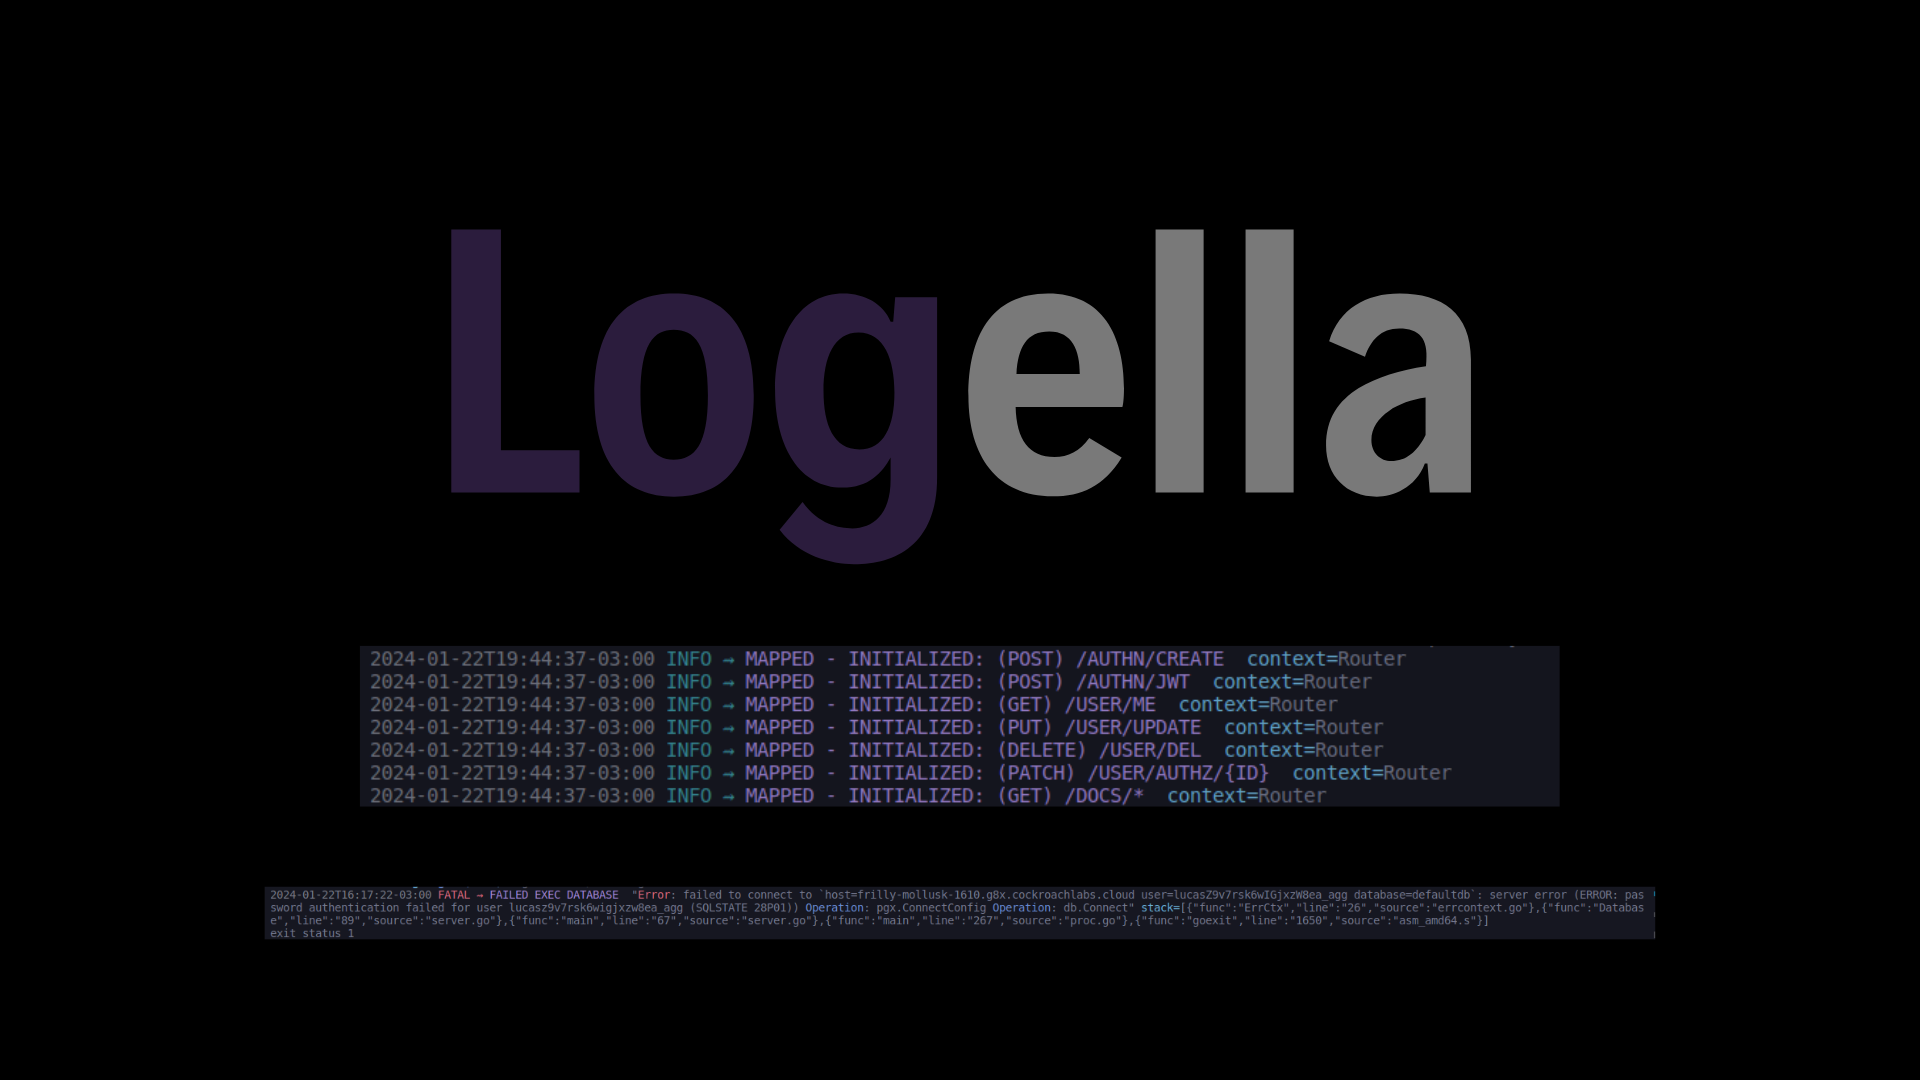 Logella
2024-01-22T19:44:37-03:00 INFO → MAPPED - INITIALIZED: (POST) /AUTHN/CREATE  context=Router
2024-01-22T19:44:37-03:00 INFO → MAPPED - INITIALIZED: (POST) /AUTHN/JWT  context=Router
2024-01-22T19:44:37-03:00 INFO → MAPPED - INITIALIZED: (GET) /USER/ME  context=Router
2024-01-22T19:44:37-03:00 INFO → MAPPED - INITIALIZED: (PUT) /USER/UPDATE  context=Router
2024-01-22T19:44:37-03:00 INFO → MAPPED - INITIALIZED: (DELETE) /USER/DEL  context=Router
2024-01-22T19:44:37-03:00 INFO → MAPPED - INITIALIZED: (PATCH) /USER/AUTHZ/{ID}  context=Router
2024-01-22T19:44:37-03:00 INFO → MAPPED - INITIALIZED: (GET) /DOCS/*  context=Router
2024-01-22T16:17:22-03:00 FATAL → FAILED EXEC DATABASE  "Error: failed to connect to `host=frilly-mollusk-1610.g8x.cockroachlabs.cloud user=lucasZ9v7rsk6wIGjxzW8ea_agg database=defaultdb`: server error (ERROR: pas
sword authentication failed for user lucasz9v7rsk6wigjxzw8ea_agg (SQLSTATE 28P01)) Operation: pgx.ConnectConfig Operation: db.Connect" stack=[{"func":"ErrCtx","line":"26","source":"errcontext.go"},{"func":"Databas
e","line":"89","source":"server.go"},{"func":"main","line":"67","source":"server.go"},{"func":"main","line":"267","source":"proc.go"},{"func":"goexit","line":"1650","source":"asm_amd64.s"}]
exit status 1